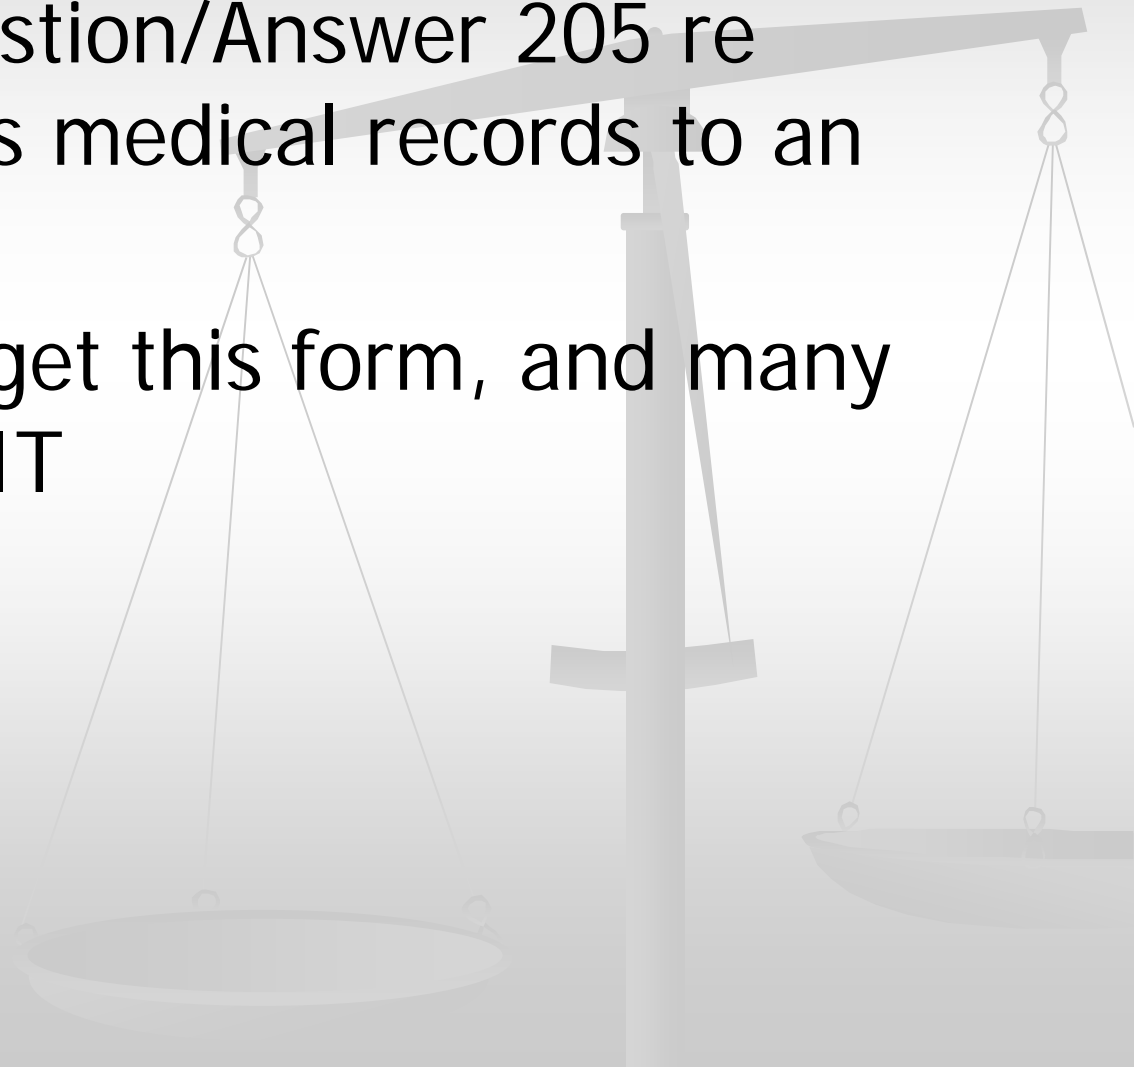 stion/Answer 205 re
s medical records to an
get this form, and many
IT